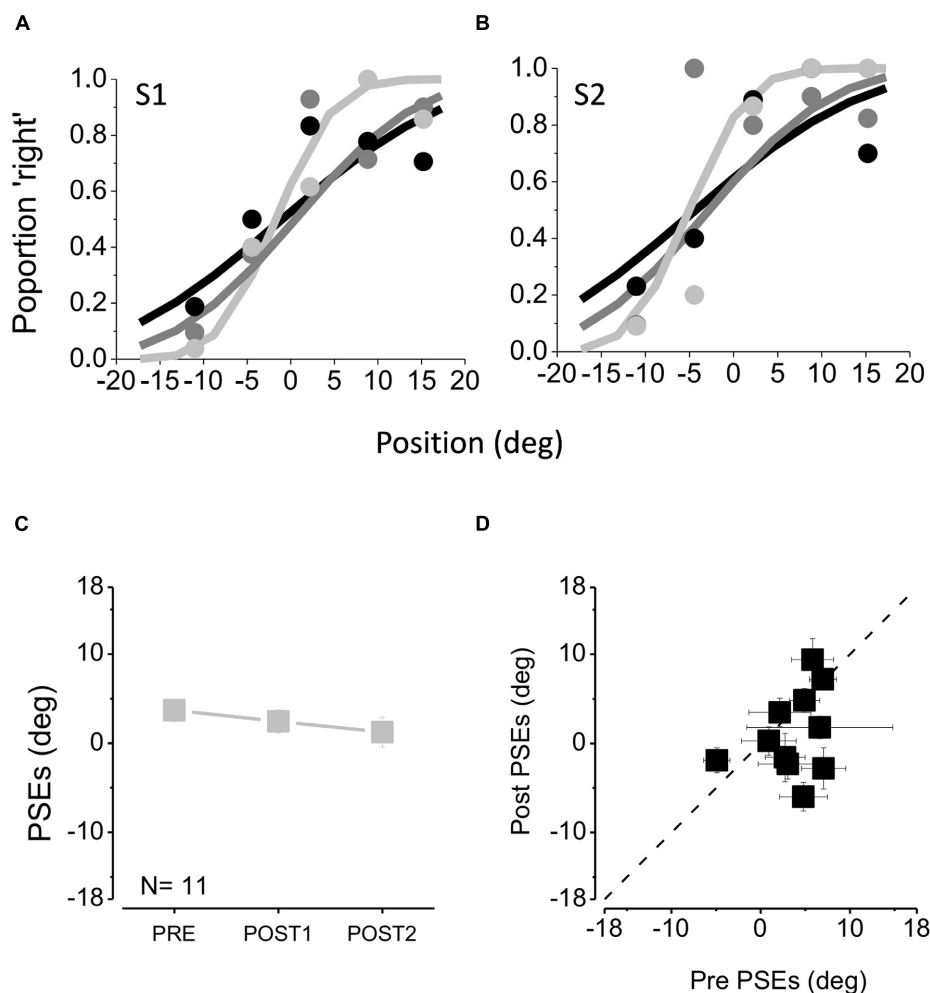 A
B
S1
S2
1.0
0.8
0.6
0.4
0.2
0.0
Poportion 'right'
-20 -15 -10 -5 0 5 10 15 20
1.0
0.8
0.6
0.4
0.2
0.0
-20 -15 -10 -5 0 5 10 15 20
Position (deg)
C
D
18
10
0
-10
-18
PSEs (deg)
N= 11
PRE POST1 POST2
18
10
0
-10
-18
Post PSEs (deg)
-18 -10 0 10 18
Pre PSEs (deg)